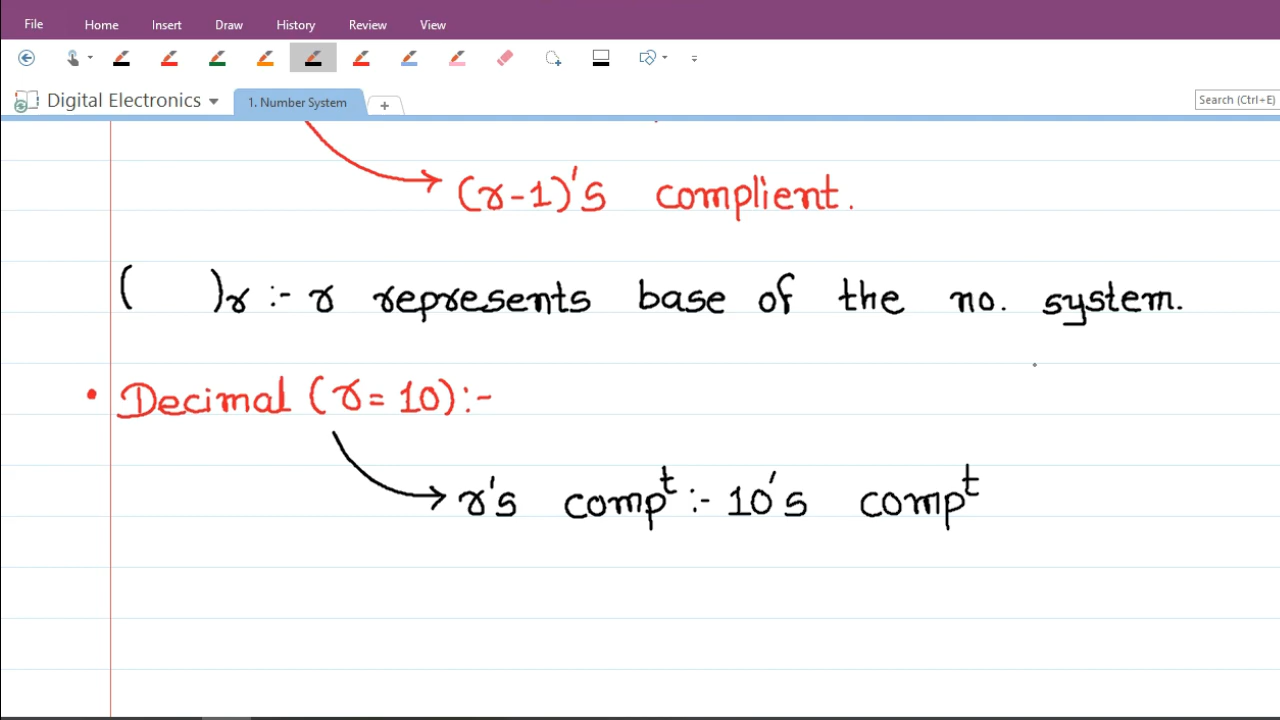 File Home Insert Draw History Review View
Digital Electronics 1. Number System + Search (Ctrl+E)
(r-1)'s complient.
( )r :- r represents base of the no. system.
• Decimal (r= 10) :-
r's compᵗ :- 10's compᵗ